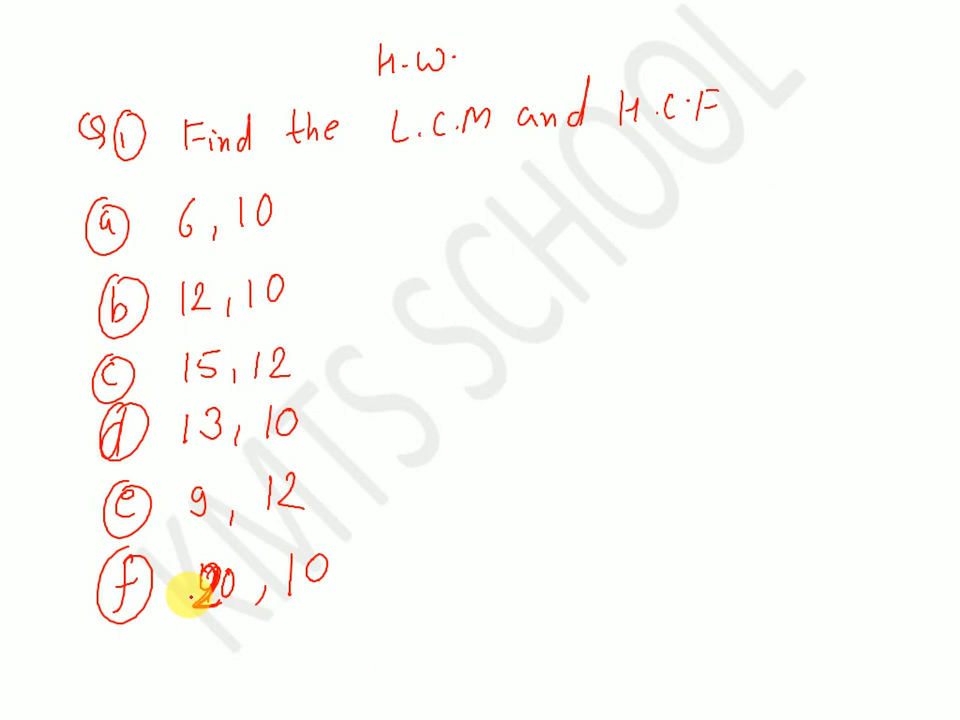 H.W.
Q① Find the L.C.M and H.C.F
ⓐ 6, 10
ⓑ 12, 10
ⓒ 15, 12
ⓓ 13, 10
ⓔ 9, 12
ⓕ 20, 10
KMTS SCHOOL